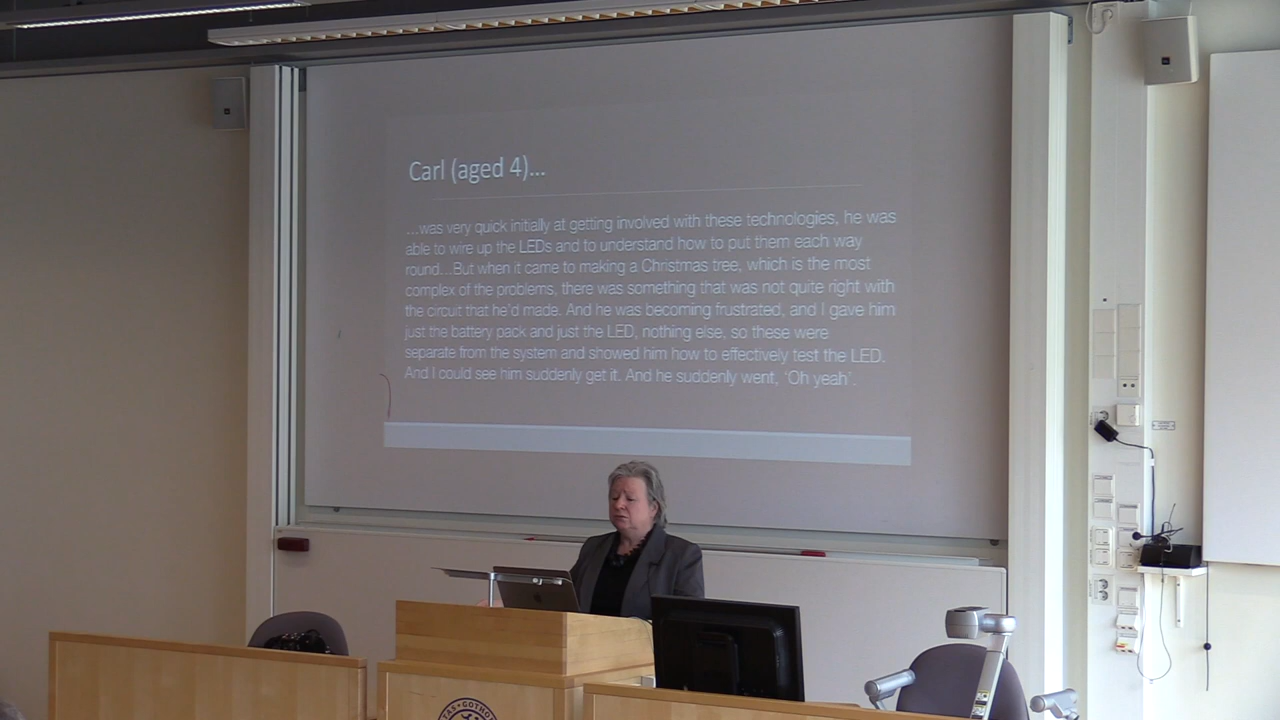 Carl (aged 4)...
...was very quick initially at getting involved with these technologies, he was
able to wire up the LEDs and to understand how to put them each way
round...But when it came to making a Christmas tree, which is the most
complex of the problems, there was something that was not quite right with
the circuit that he'd made. And he was becoming frustrated, and I gave him
just the battery pack and just the LED, nothing else, so these were
separate from the system and showed him how to effectively test the LED.
And I could see him suddenly get it. And he suddenly went, 'Oh yeah'.